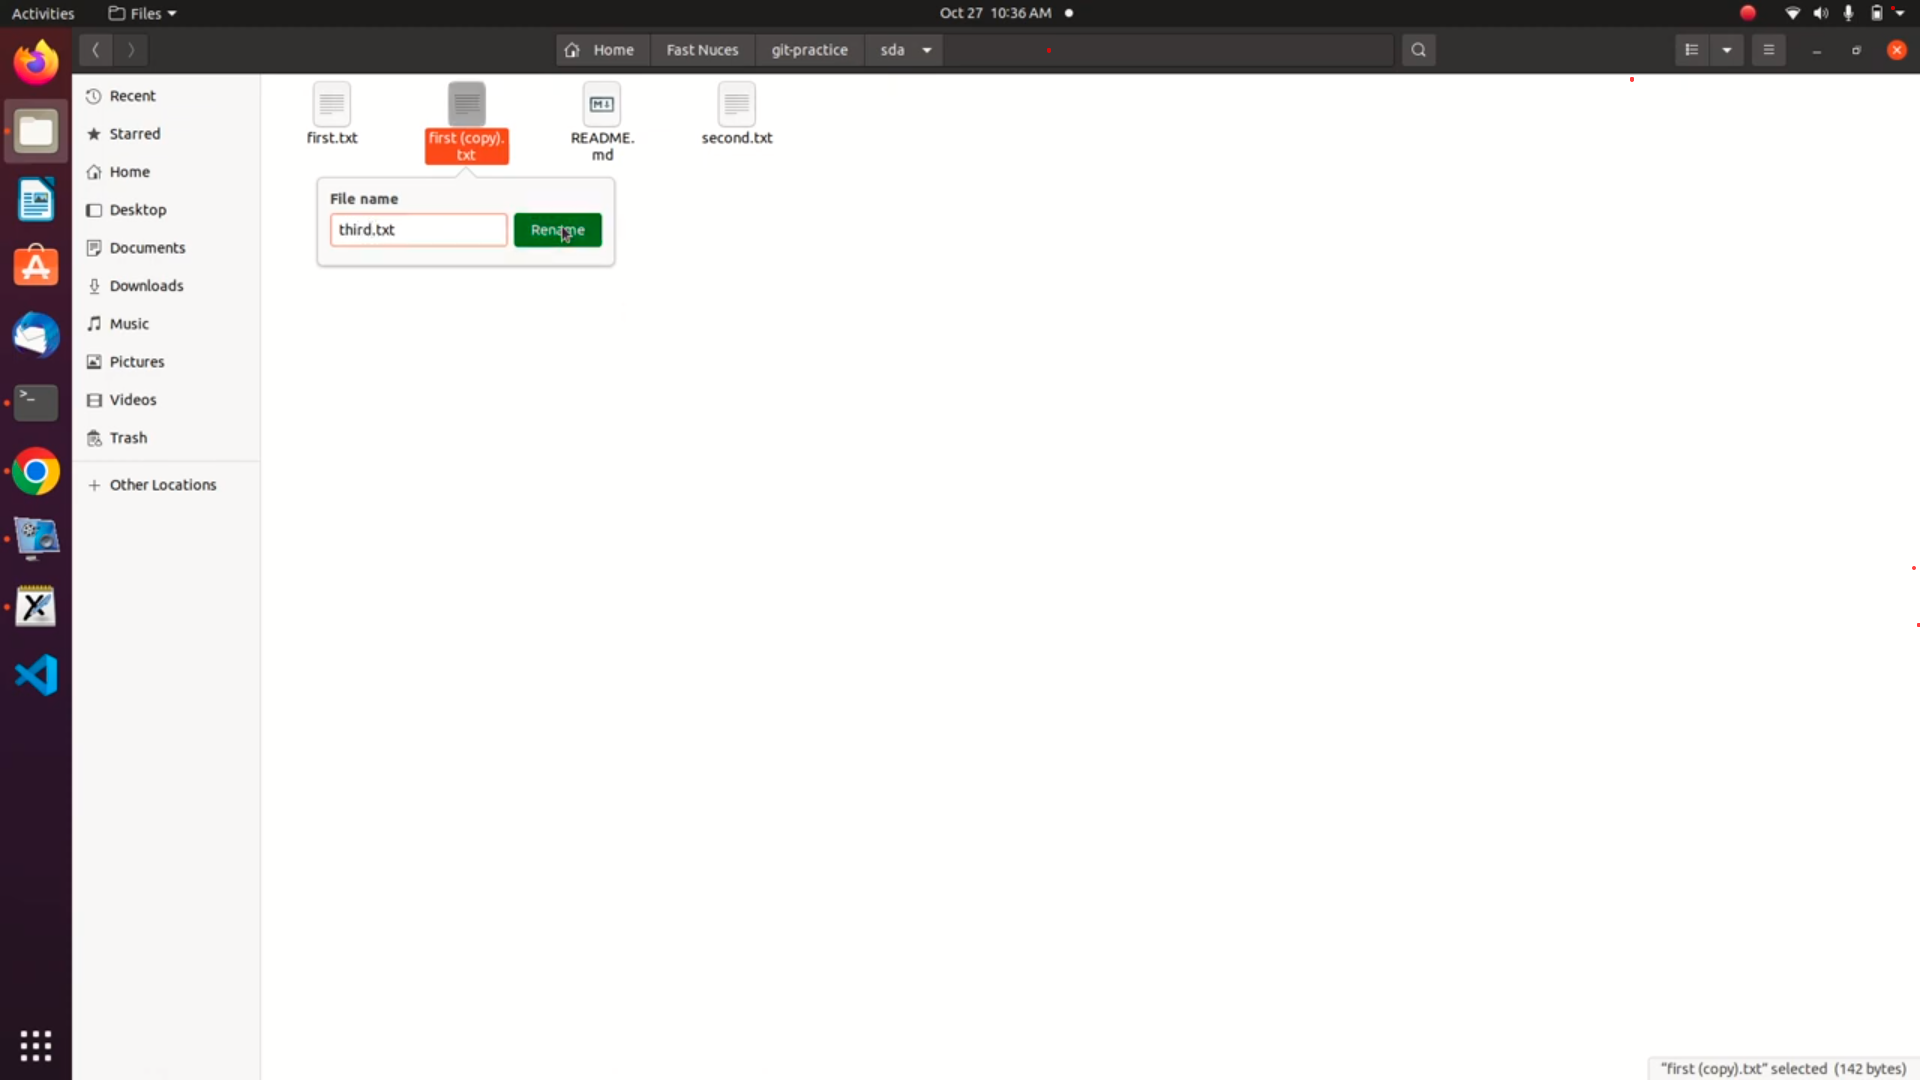 Activities
Files
Oct 27 10:36 AM
Home
Fast Nuces
git-practice
sda
Recent
Starred
Home
Desktop
Documents
Downloads
Music
Pictures
Videos
Trash
Other Locations
first.txt
first (copy).
txt
README.
md
second.txt
File name
third.txt
Rename
"first (copy).txt" selected (142 bytes)